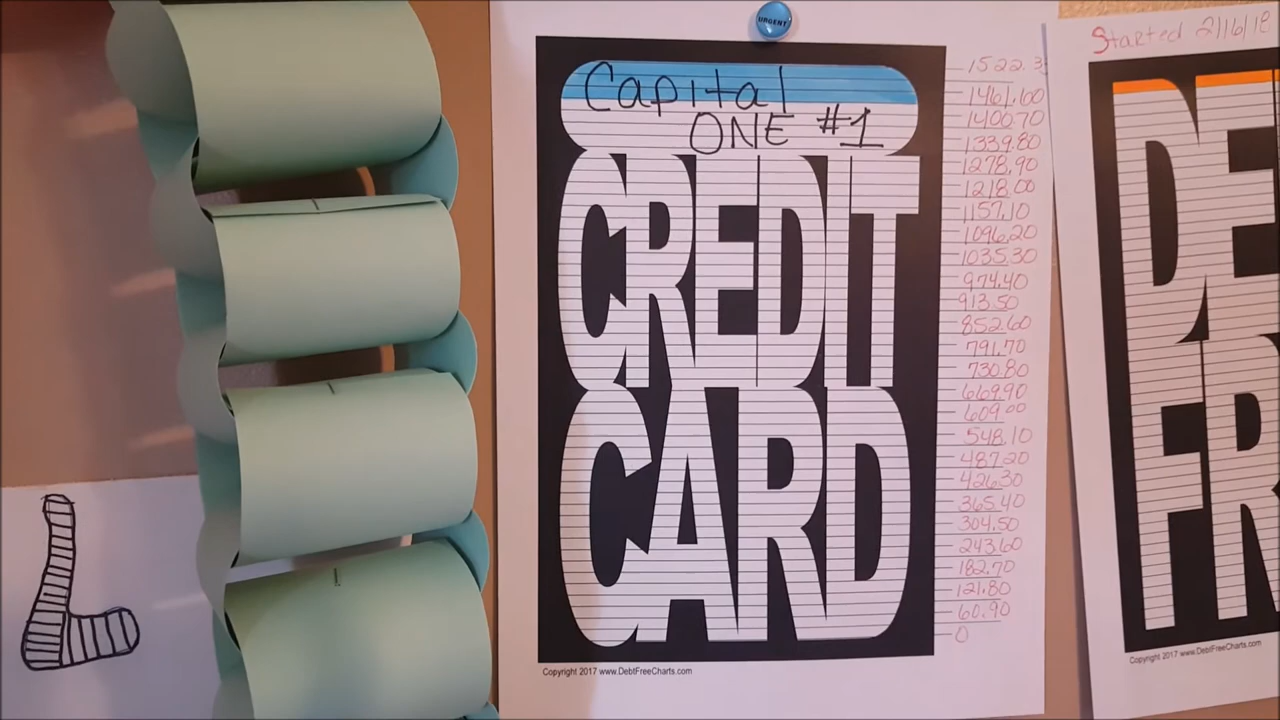 URGENT
Capital
ONE #1
CREDIT
CARD
1522.3
1461.60
1400.70
1339.80
1278.90
1218.00
1157.10
1096.20
1035.30
974.40
913.50
852.60
791.70
730.80
669.90
609.00
548.10
487.20
426.30
365.40
304.50
243.60
182.70
121.80
60.90
0
Copyright 2017 www.DebtFreeCharts.com
Started 2/16/18
DE
FR
Copyright 2017 www.DebtFreeCharts.com